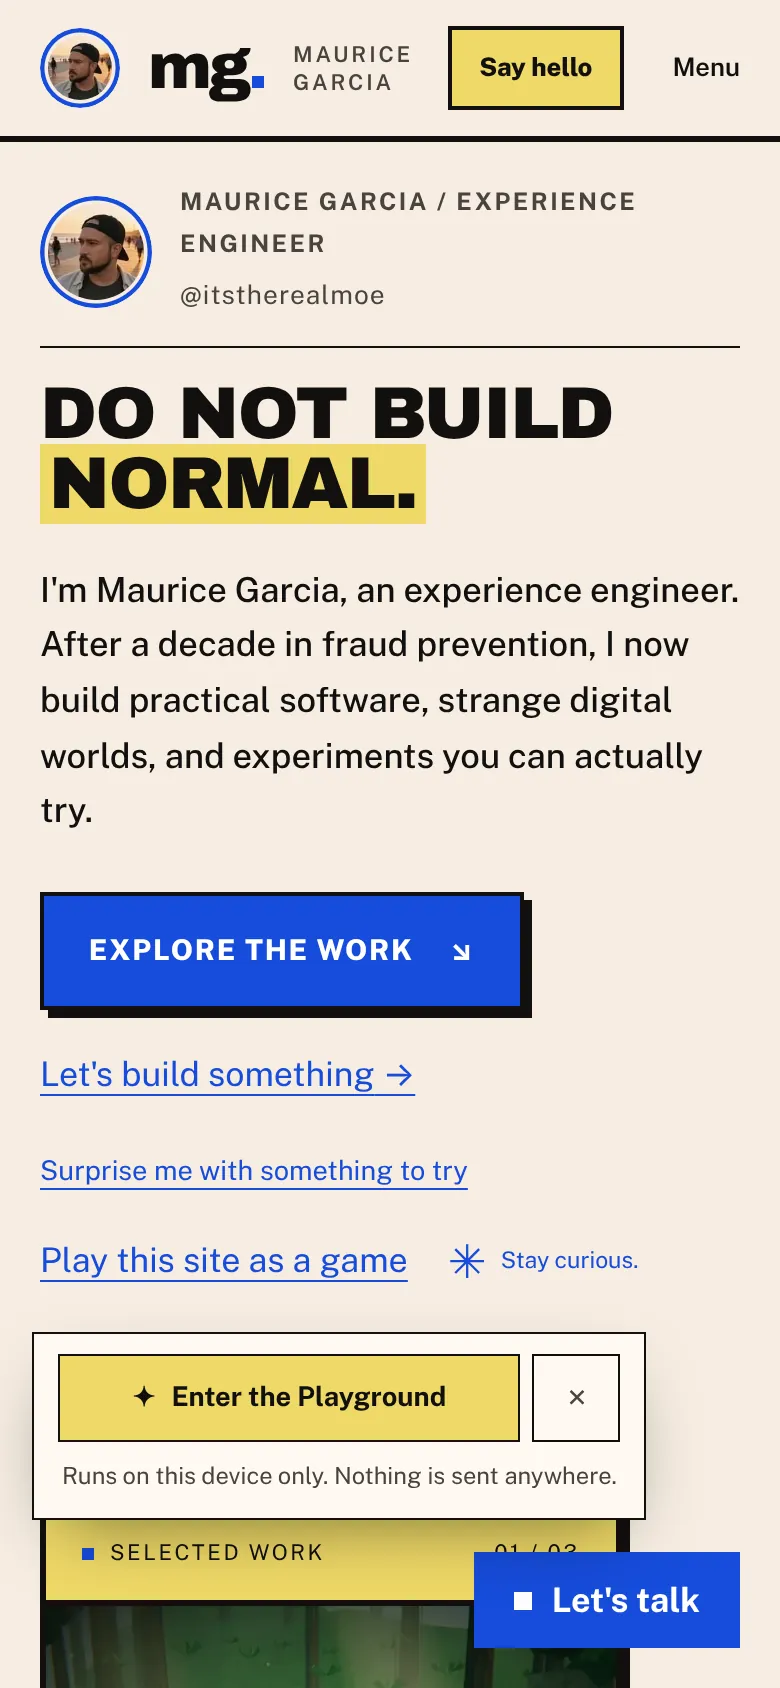 mg.
MAURICE
GARCIA
Say hello
Menu
MAURICE GARCIA / EXPERIENCE
ENGINEER
@itstherealmoe
DO NOT BUILD
NORMAL.
I'm Maurice Garcia, an experience engineer.
After a decade in fraud prevention, I now
build practical software, strange digital
worlds, and experiments you can actually
try.
EXPLORE THE WORK ↘
Let's build something →
Surprise me with something to try
Play this site as a game
Stay curious.
✦ Enter the Playground
×
Runs on this device only. Nothing is sent anywhere.
SELECTED WORK
01 / 03
Let's talk